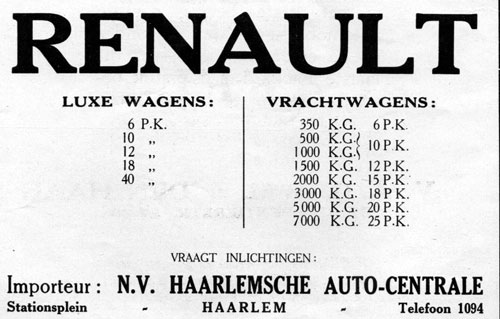 RENAULT
LUXE WAGENS:
6 P.K.
10 „
12 „
18 „
40 „
VRACHTWAGENS:
350 K.G. 6 P.K.
500 K.G.
1000 K.G. } 10 P.K.
1500 K.G. 12 P.K.
2000 K.G. 15 P.K.
3000 K.G. 18 P.K.
5000 K.G. 20 P.K.
7000 K.G. 25 P.K.
VRAAGT INLICHTINGEN:
Importeur: N.V. HAARLEMSCHE AUTO-CENTRALE
Stationsplein - HAARLEM - Telefoon 1094